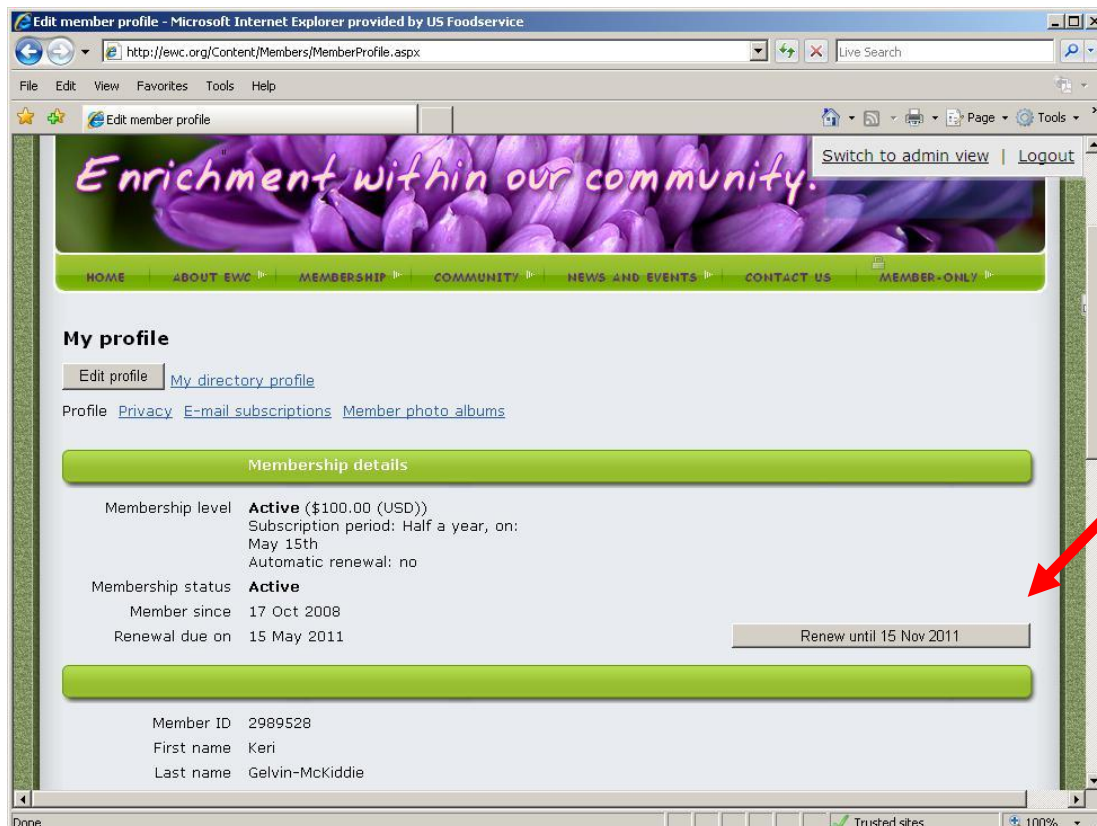 Edit member profile - Microsoft Internet Explorer provided by US Foodservice
http://ewc.org/Content/Members/MemberProfile.aspx
Live Search
File Edit View Favorites Tools Help
Edit member profile
Page Tools
Switch to admin view | Logout
Enrichment within our community.
HOME ABOUT EWC MEMBERSHIP COMMUNITY NEWS AND EVENTS CONTACT US MEMBER-ONLY
My profile
Edit profile My directory profile
Profile Privacy E-mail subscriptions Member photo albums
Membership details
Membership level Active ($100.00 (USD))
Subscription period: Half a year, on:
May 15th
Automatic renewal: no
Membership status Active
Member since 17 Oct 2008
Renewal due on 15 May 2011 Renew until 15 Nov 2011
Member ID 2989528
First name Keri
Last name Gelvin-McKiddie
Done Trusted sites 100%